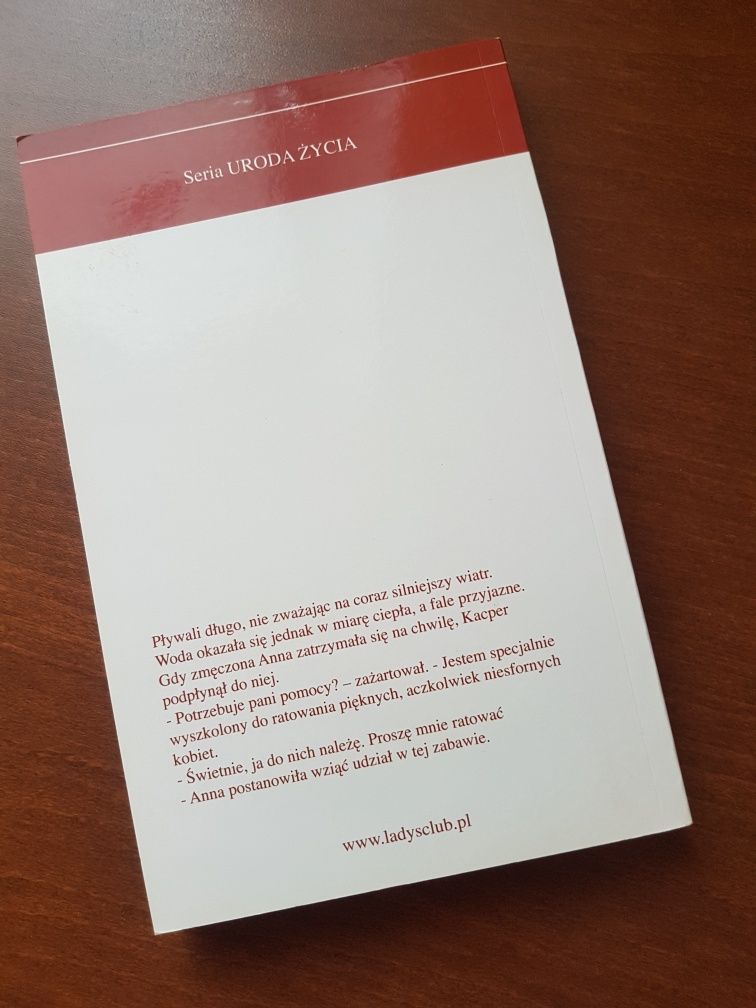 Seria URODA ŻYCIA
Pływali długo, nie zważając na coraz silniejszy wiatr.
Woda okazała się jednak w miarę ciepła, a fale przyjazne.
Gdy zmęczona Anna zatrzymała się na chwilę, Kacper
podpłynął do niej.
- Potrzebuje pani pomocy? – zażartował. - Jestem specjalnie
wyszkolony do ratowania pięknych, aczkolwiek niesfornych
kobiet.
- Świetnie, ja do nich należę. Proszę mnie ratować
- Anna postanowiła wziąć udział w tej zabawie.
www.ladysclub.pl